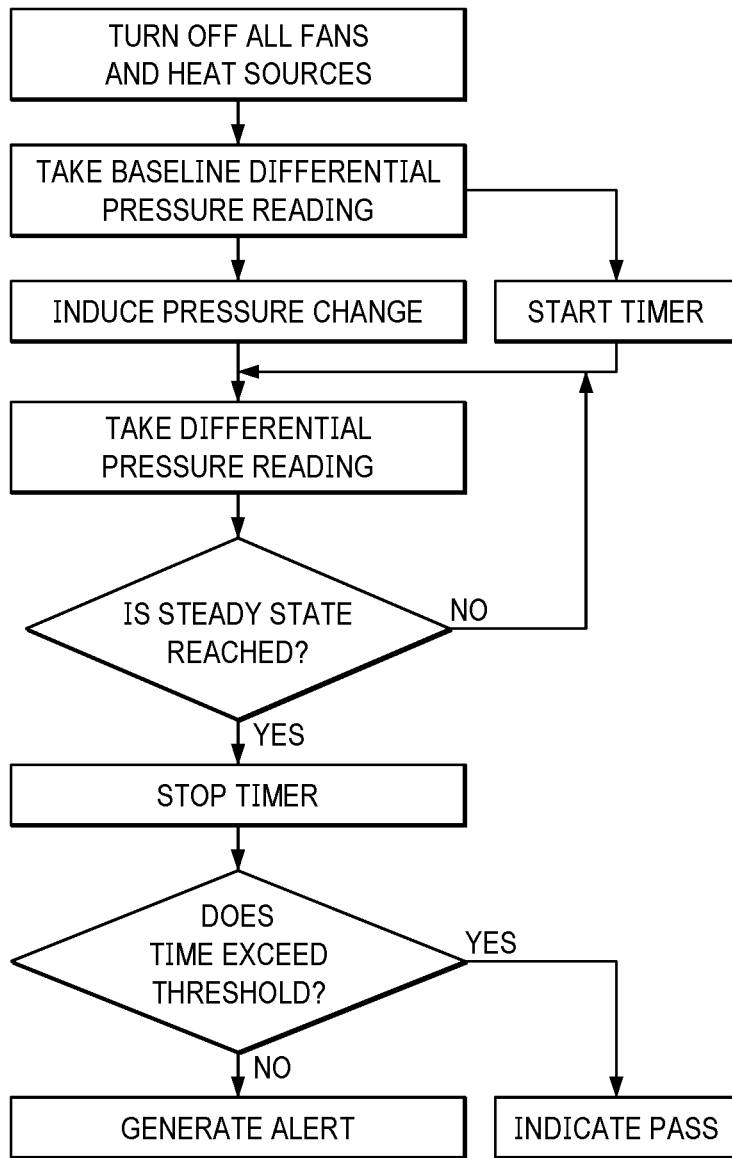 TURN OFF ALL FANS
AND HEAT SOURCES
TAKE BASELINE DIFFERENTIAL
PRESSURE READING
INDUCE PRESSURE CHANGE
START TIMER
TAKE DIFFERENTIAL
PRESSURE READING
IS STEADY STATE
REACHED?
NO
YES
STOP TIMER
DOES
TIME EXCEED
THRESHOLD?
YES
NO
GENERATE ALERT
INDICATE PASS